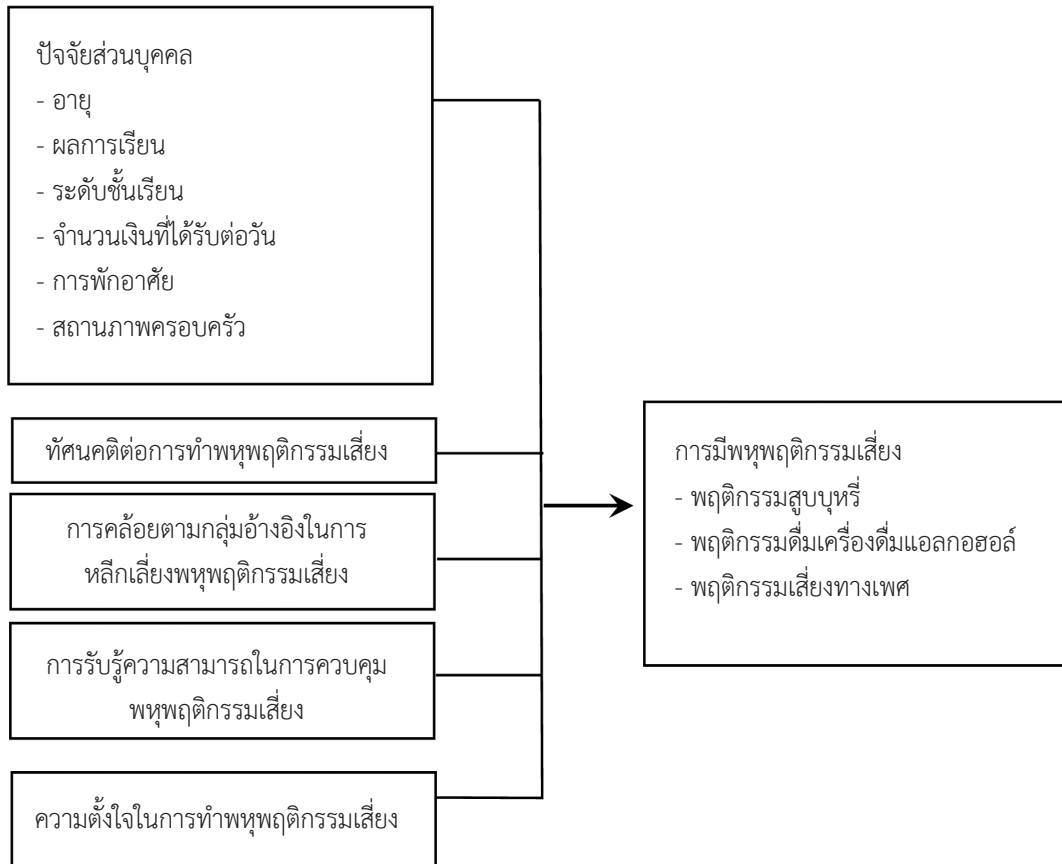 ปัจจัยส่วนบุคคล
- อายุ
- ผลการเรียน
- ระดับชั้นเรียน
- จำนวนเงินที่ได้รับต่อวัน
- การพักอาศัย
- สถานภาพครอบครัว
ทัศนคติต่อการทำพหุพฤติกรรมเสี่ยง
การคล้อยตามกลุ่มอ้างอิงในการ
หลีกเลี่ยงพหุพฤติกรรมเสี่ยง
การรับรู้ความสามารถในการควบคุม
พหุพฤติกรรมเสี่ยง
ความตั้งใจในการทำพหุพฤติกรรมเสี่ยง
การมีพหุพฤติกรรมเสี่ยง
- พฤติกรรมสูบบุหรี่
- พฤติกรรมดื่มเครื่องดื่มแอลกอฮอล์
- พฤติกรรมเสี่ยงทางเพศ